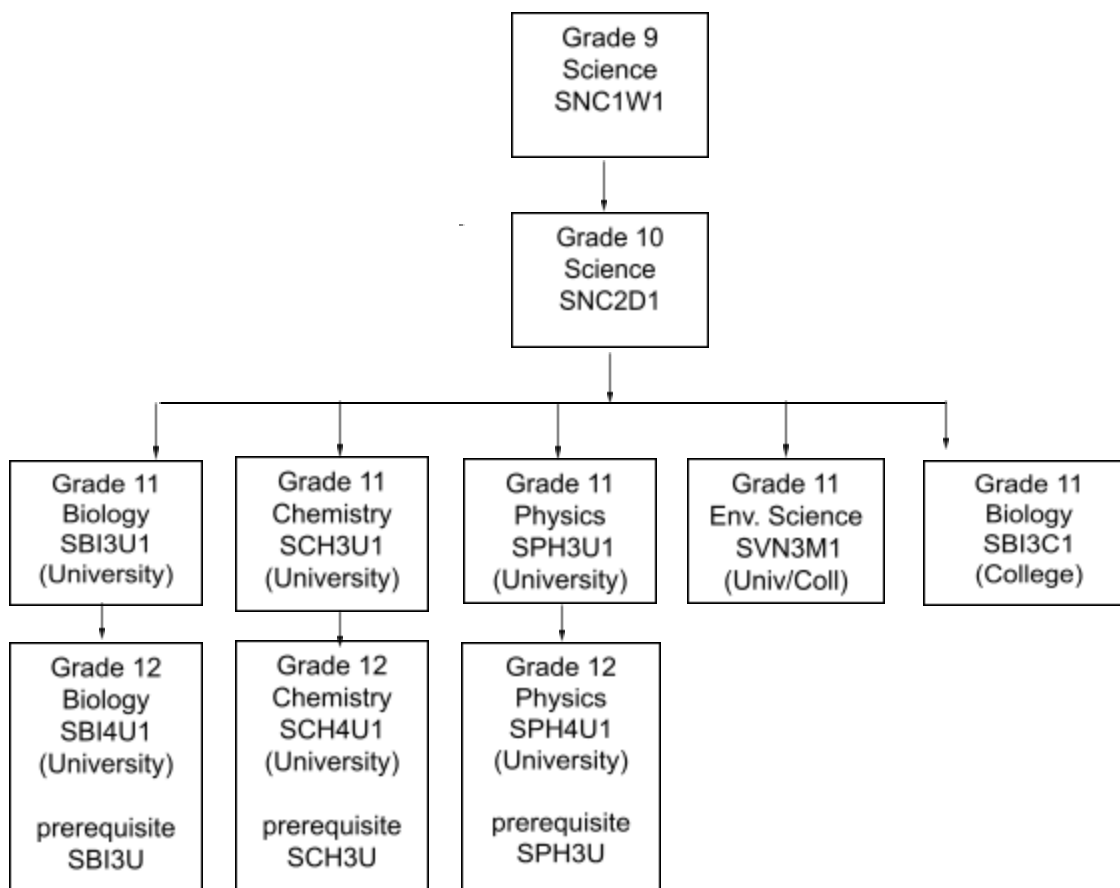 Grade 9
Science
SNC1W1
Grade 10
Science
SNC2D1
Grade 11
Biology
SBI3U1
(University)
Grade 11
Chemistry
SCH3U1
(University)
Grade 11
Physics
SPH3U1
(University)
Grade 11
Env. Science
SVN3M1
(Univ/Coll)
Grade 11
Biology
SBI3C1
(College)
Grade 12
Biology
SBI4U1
(University)
prerequisite
SBI3U
Grade 12
Chemistry
SCH4U1
(University)
prerequisite
SCH3U
Grade 12
Physics
SPH4U1
(University)
prerequisite
SPH3U